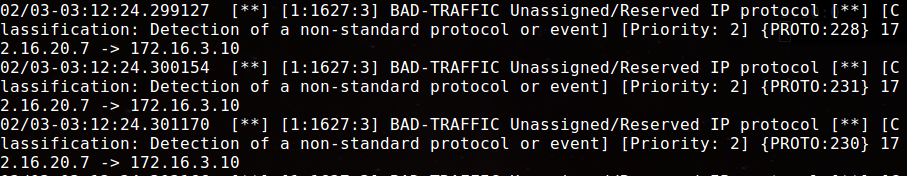 02/03-03:12:24.299127  [**] [1:1627:3] BAD-TRAFFIC Unassigned/Reserved IP protocol [**] [C
lassification: Detection of a non-standard protocol or event] [Priority: 2] {PROTO:228} 17
2.16.20.7 -> 172.16.3.10
02/03-03:12:24.300154  [**] [1:1627:3] BAD-TRAFFIC Unassigned/Reserved IP protocol [**] [C
lassification: Detection of a non-standard protocol or event] [Priority: 2] {PROTO:231} 17
2.16.20.7 -> 172.16.3.10
02/03-03:12:24.301170  [**] [1:1627:3] BAD-TRAFFIC Unassigned/Reserved IP protocol [**] [C
lassification: Detection of a non-standard protocol or event] [Priority: 2] {PROTO:230} 17
2.16.20.7 -> 172.16.3.10